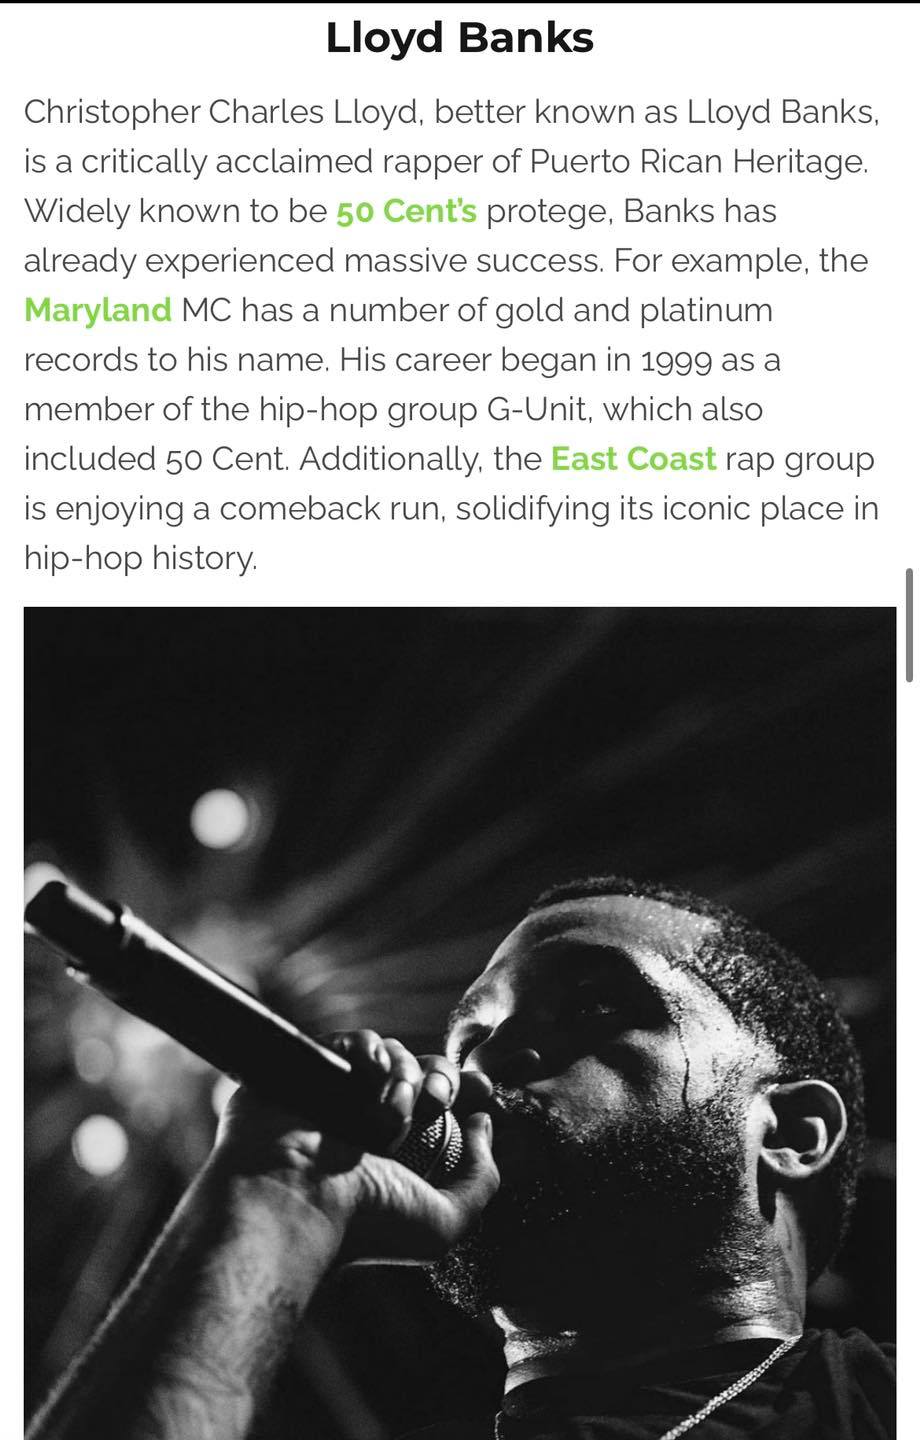 Lloyd Banks
Christopher Charles Lloyd, better known as Lloyd Banks,
is a critically acclaimed rapper of Puerto Rican Heritage.
Widely known to be 50 Cent’s protege, Banks has
already experienced massive success. For example, the
Maryland MC has a number of gold and platinum
records to his name. His career began in 1999 as a
member of the hip-hop group G-Unit, which also
included 50 Cent. Additionally, the East Coast rap group
is enjoying a comeback run, solidifying its iconic place in
hip-hop history.